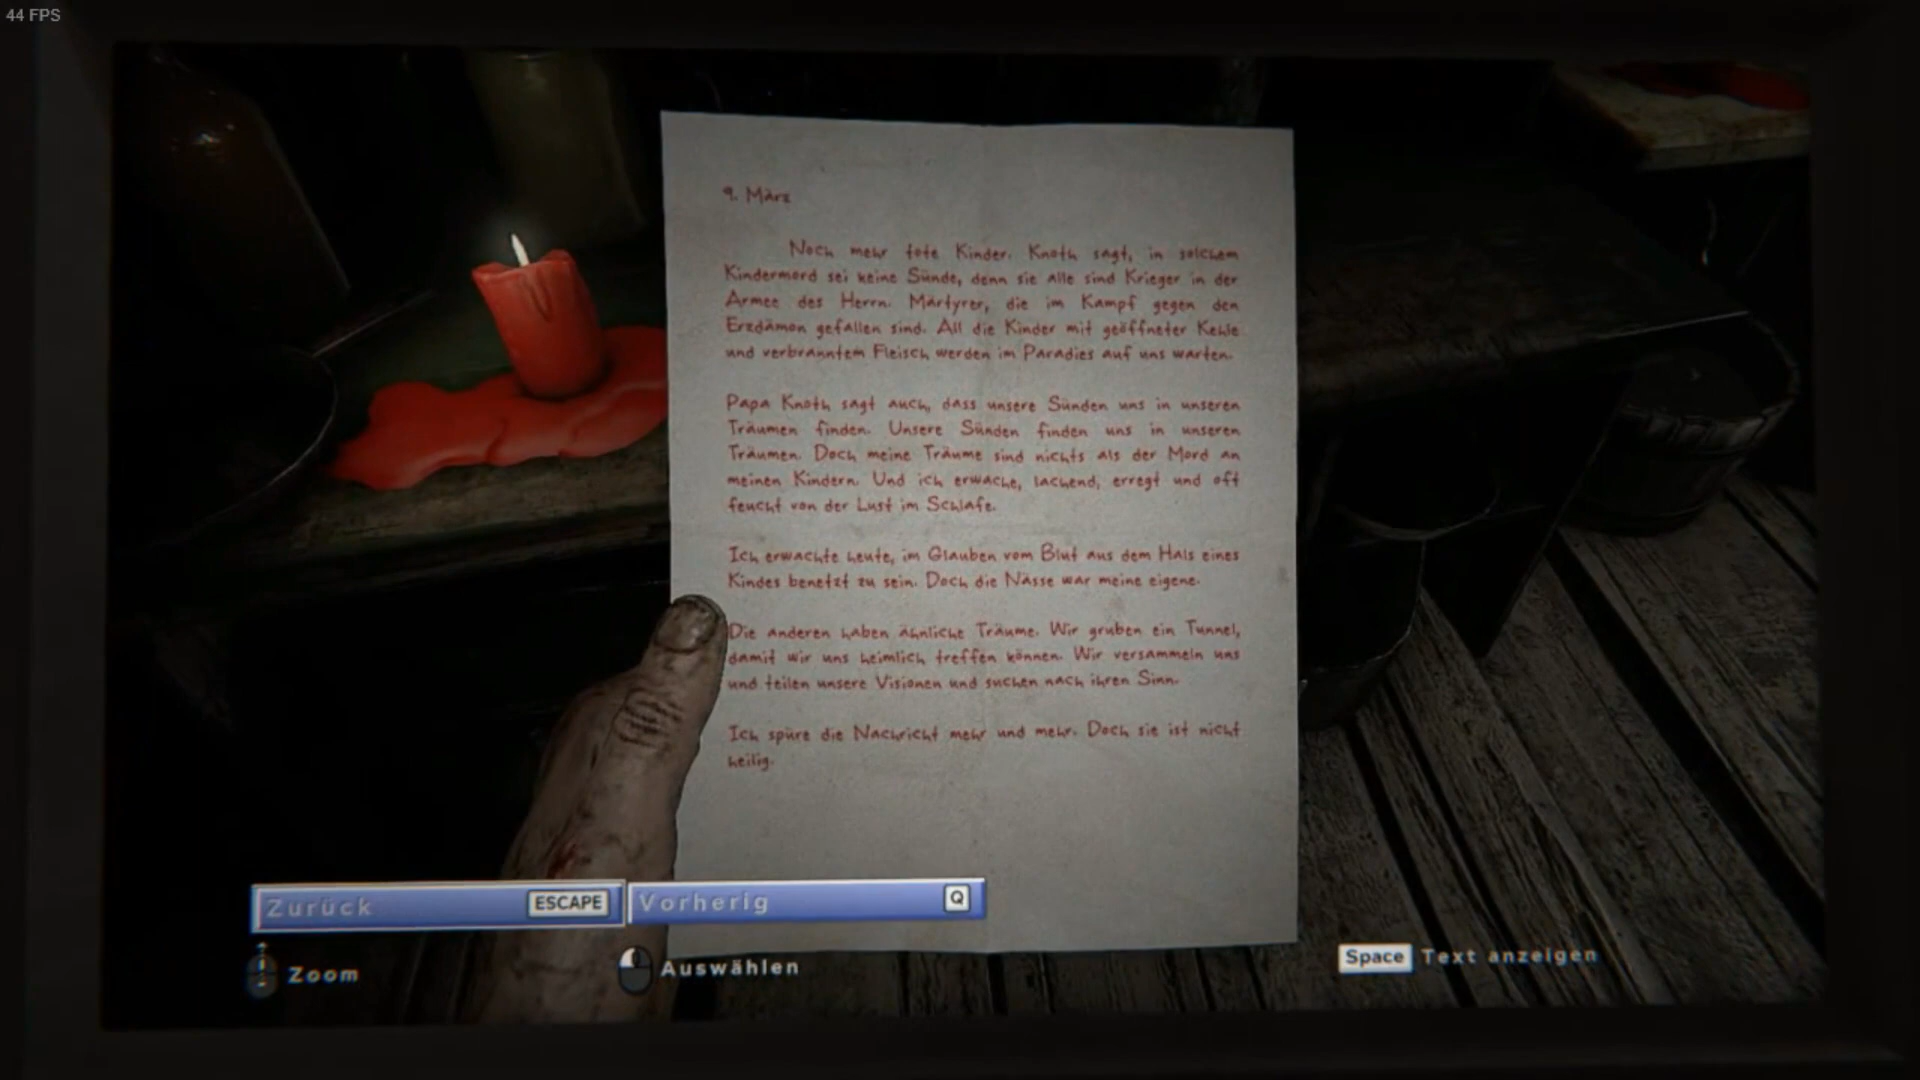 44 FPS
9. März
Noch mehr tote Kinder. Knoth sagt, in solchem
Kindermord sei keine Sünde, denn sie alle sind Krieger in der
Armee des Herrn. Märtyrer, die im Kampf gegen den
Erzdämon gefallen sind. All die Kinder mit geöffneter Kehle
und verbranntem Fleisch werden im Paradies auf uns warten.
Papa Knoth sagt auch, dass unsere Sünden uns in unseren
Träumen finden. Unsere Sünden finden uns in unseren
Träumen. Doch meine Träume sind nichts als der Mord an
meinen Kindern. Und ich erwache, lachend, erregt und oft
feucht von der Lust im Schlafe.
Ich erwachte heute, im Glauben vom Blut aus dem Hals eines
Kindes benetzt zu sein. Doch die Nässe war meine eigene.
Die anderen haben ähnliche Träume. Wir gruben ein Tunnel,
damit wir uns heimlich treffen können. Wir versammeln uns
und teilen unsere Visionen und suchen nach ihren Sinn.
Ich spüre die Nachricht mehr und mehr. Doch sie ist nicht
heilig.
Zurück ESCAPE Vorherig Q
Zoom Auswählen Space Text anzeigen